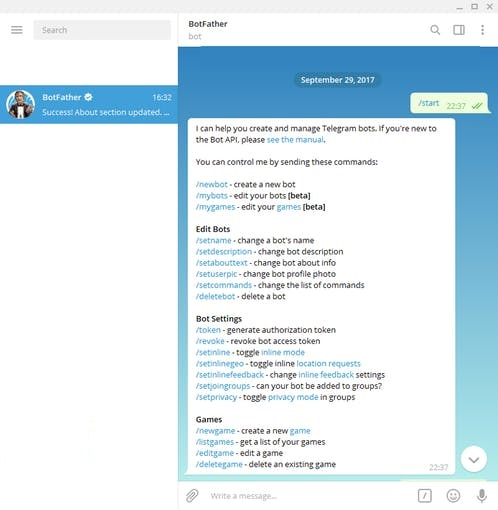 Search
BotFather
16:32
Success! About section updated. ...
BotFather
bot
September 29, 2017
/start 22:37
I can help you create and manage Telegram bots. If you're new to
the Bot API, please see the manual.
You can control me by sending these commands:
/newbot - create a new bot
/mybots - edit your bots [beta]
/mygames - edit your games [beta]
Edit Bots
/setname - change a bot's name
/setdescription - change bot description
/setabouttext - change bot about info
/setuserpic - change bot profile photo
/setcommands - change the list of commands
/deletebot - delete a bot
Bot Settings
/token - generate authorization token
/revoke - revoke bot access token
/setinline - toggle inline mode
/setinlinegeo - toggle inline location requests
/setinlinefeedback - change inline feedback settings
/setjoingroups - can your bot be added to groups?
/setprivacy - toggle privacy mode in groups
Games
/newgame - create a new game
/listgames - get a list of your games
/editgame - edit a game
/deletegame - delete an existing game
22:37
Write a message...
/